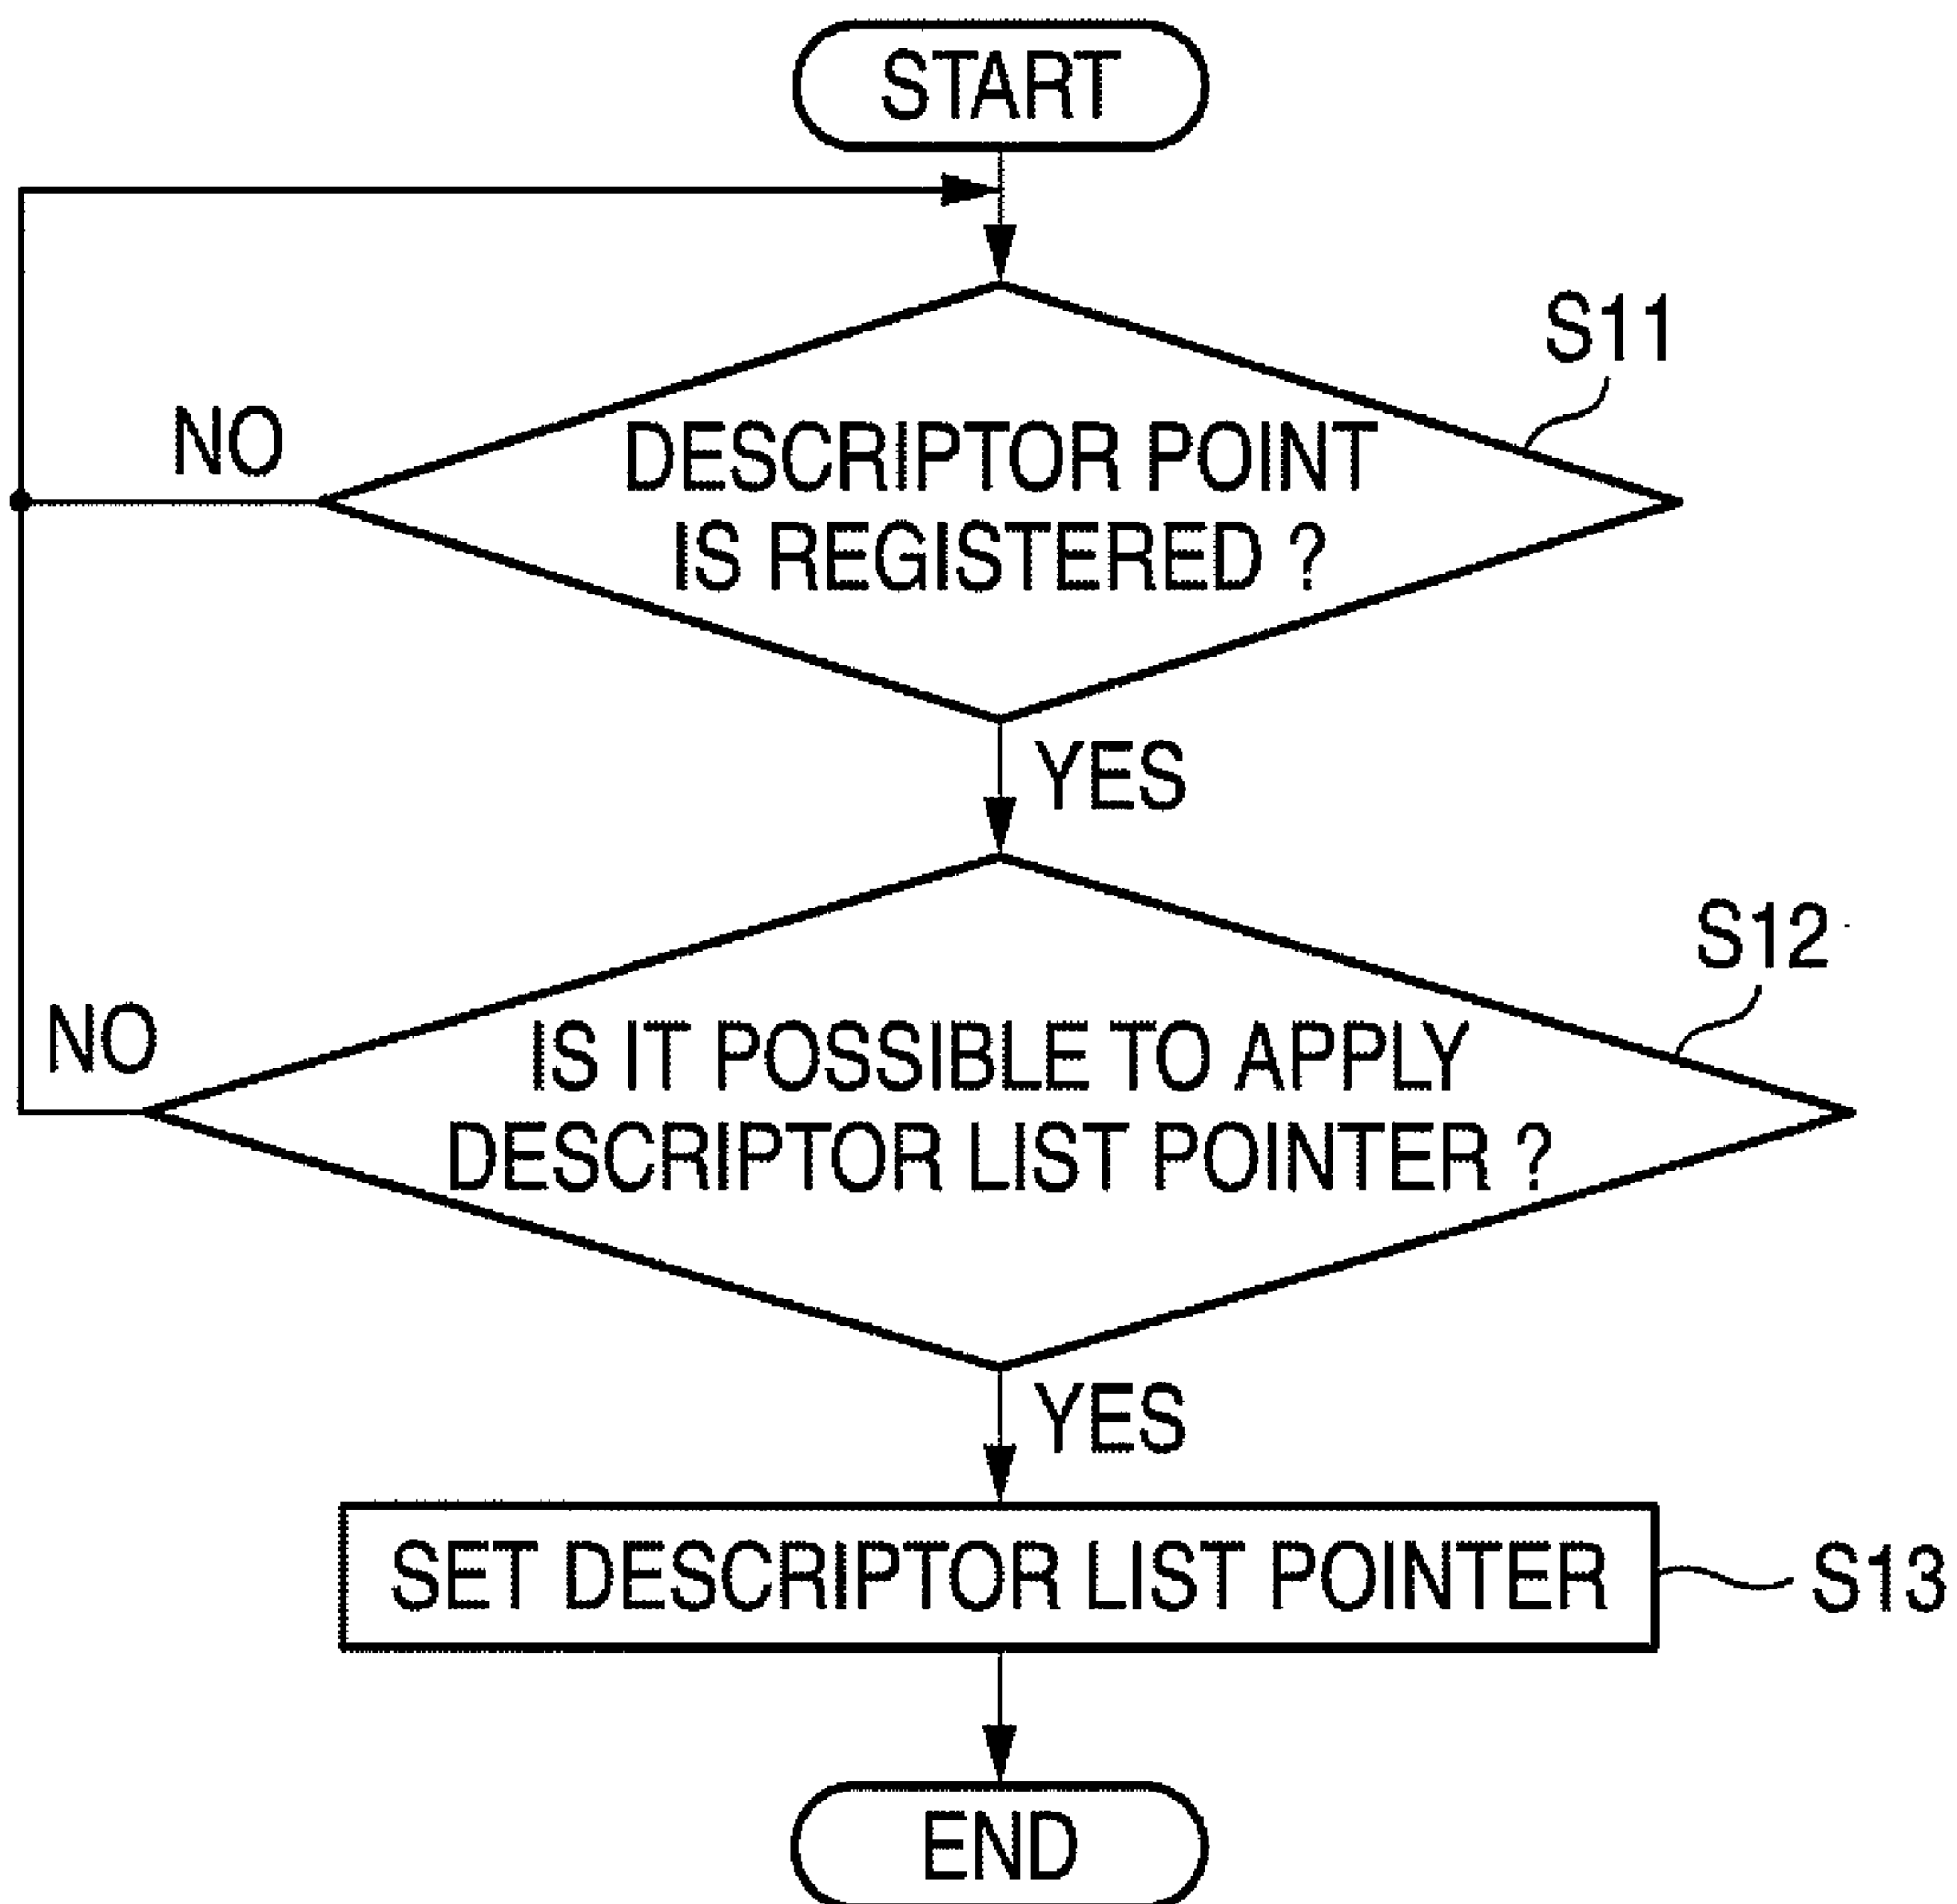 START
S11
NO
DESCRIPTOR POINT
IS REGISTERED ?
YES
S12
NO
IS IT POSSIBLE TO APPLY
DESCRIPTOR LIST POINTER ?
YES
SET DESCRIPTOR LIST POINTER
S13
END